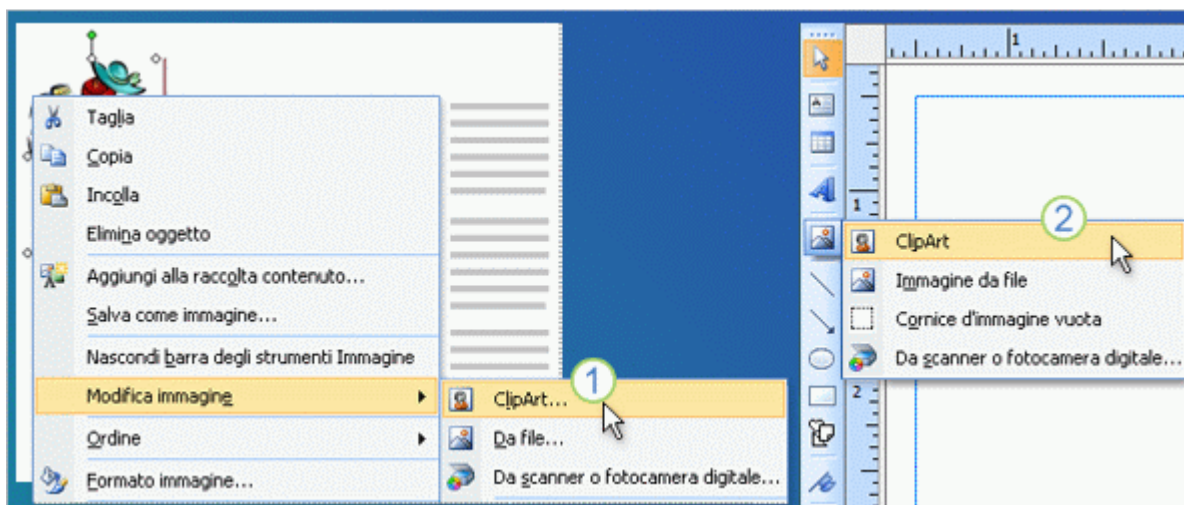 Taglia
Copia
Incolla
Elimina oggetto
Aggiungi alla raccolta contenuto...
Salva come immagine...
Nascondi barra degli strumenti Immagine
Modifica immagine
Ordine
Formato immagine...
1
ClipArt...
Da file...
Da scanner o fotocamera digitale...
1
1
2
ClipArt
Immagine da file
Cornice d'immagine vuota
Da scanner o fotocamera digitale...
2